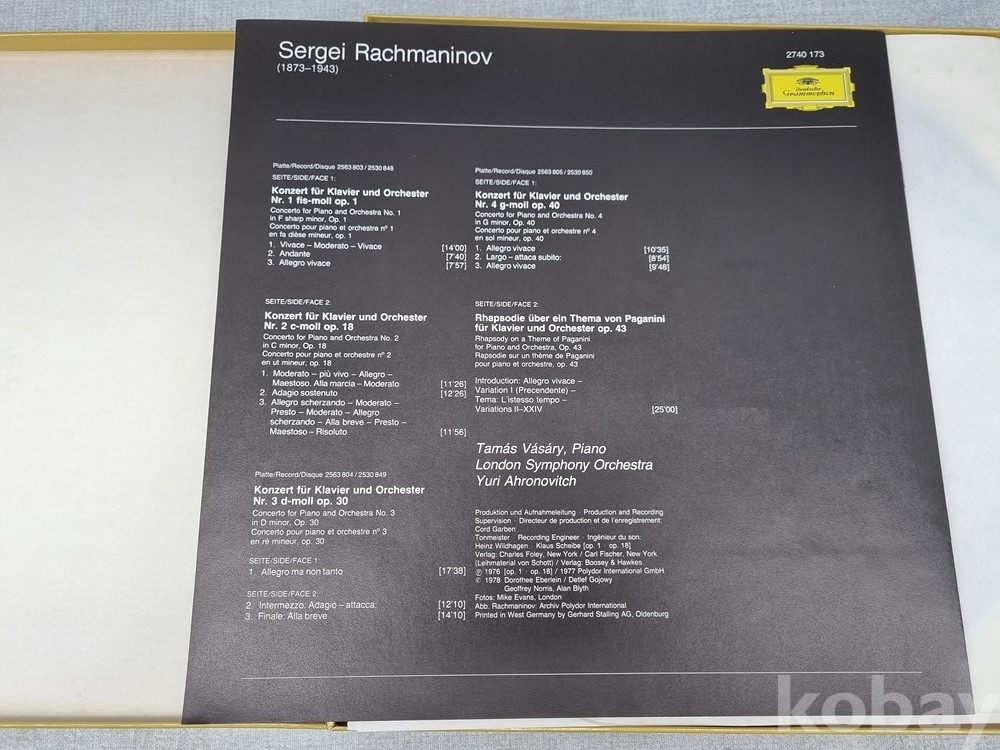 Sergei Rachmaninov
(1873–1943)
2740 173
Deutsche
Grammophon
Platte/Record/Disque 2563 803 / 2530 848
SEITE/SIDE/FACE 1:
Konzert für Klavier und Orchester
Nr. 1 fis-moll op. 1
Concerto for Piano and Orchestra No. 1
in F sharp minor, Op. 1
Concerto pour piano et orchestre nº 1
en fa dièse mineur, op. 1
1. Vivace – Moderato – Vivace [14'00]
2. Andante [7'40]
3. Allegro vivace [7'57]
SEITE/SIDE/FACE 2:
Konzert für Klavier und Orchester
Nr. 2 c-moll op. 18
Concerto for Piano and Orchestra No. 2
in C minor, Op. 18
Concerto pour piano et orchestre nº 2
en ut mineur, op. 18
1. Moderato – più vivo – Allegro –
Maestoso. Alla marcia – Moderato [11'26]
2. Adagio sostenuto [12'26]
3. Allegro scherzando – Moderato –
Presto – Moderato – Allegro
scherzando – Alla breve – Presto –
Maestoso – Risoluto [11'56]
Platte/Record/Disque 2563 804 / 2530 849
Konzert für Klavier und Orchester
Nr. 3 d-moll op. 30
Concerto for Piano and Orchestra No. 3
in D minor, Op. 30
Concerto pour piano et orchestre nº 3
en ré mineur, op. 30
SEITE/SIDE/FACE 1:
1. Allegro ma non tanto [17'38]
SEITE/SIDE/FACE 2:
2. Intermezzo: Adagio – attacca: [12'10]
3. Finale: Alla breve [14'10]
Platte/Record/Disque 2563 805 / 2530 850
SEITE/SIDE/FACE 1:
Konzert für Klavier und Orchester
Nr. 4 g-moll op. 40
Concerto for Piano and Orchestra No. 4
in G minor, Op. 40
Concerto pour piano et orchestre nº 4
en sol mineur, op. 40
1. Allegro vivace [10'35]
2. Largo – attaca subito: [8'54]
3. Allegro vivace [9'48]
SEITE/SIDE/FACE 2:
Rhapsodie über ein Thema von Paganini
für Klavier und Orchester op. 43
Rhapsody on a Theme of Paganini
for Piano and Orchestra, Op. 43
Rapsodie sur un thème de Paganini
pour piano et orchestre, op. 43
Introduction: Allegro vivace –
Variation I (Precendente) –
Tema: L'istesso tempo –
Variations II–XXIV [25'00]
Tamás Vásáry, Piano
London Symphony Orchestra
Yuri Ahronovitch
Produktion und Aufnahmeleitung · Production and Recording
Supervision · Directeur de production et de l'enregistrement:
Cord Garben
Tonmeister · Recording Engineer · Ingénieur du son:
Heinz Wildhagen · Klaus Scheibe [op. 1 · op. 18]
Verlag: Charles Foley, New York / Carl Fischer, New York
(Leihmaterial von Schott) / Verlag: Boosey & Hawkes
℗ 1976 [op. 1 · op. 18] / 1977 Polydor International GmbH
© 1978 Dorothee Eberlein / Detlef Gojowy
Geoffrey Norris, Alan Blyth
Fotos: Mike Evans, London
Abb. Rachmaninov: Archiv Polydor International
Printed in West Germany by Gerhard Stalling AG, Oldenburg
kobay